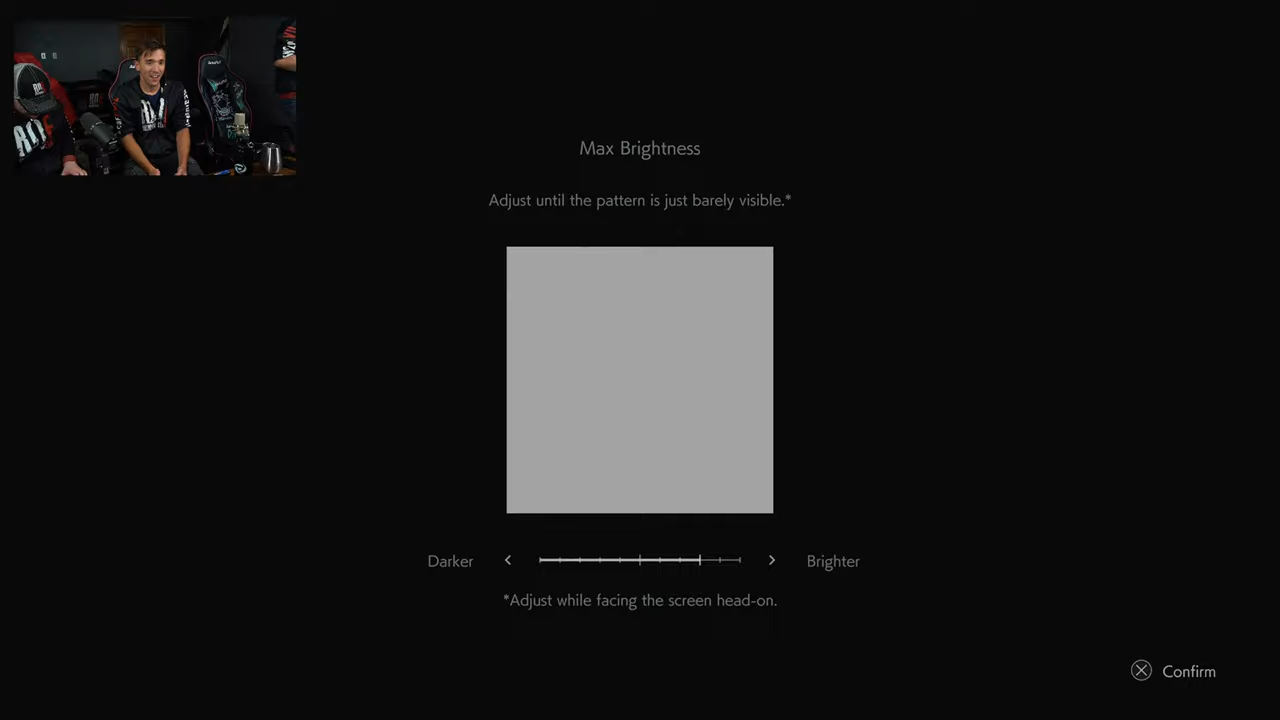 Max Brightness
Adjust until the pattern is just barely visible.*
Darker
Brighter
*Adjust while facing the screen head-on.
Confirm